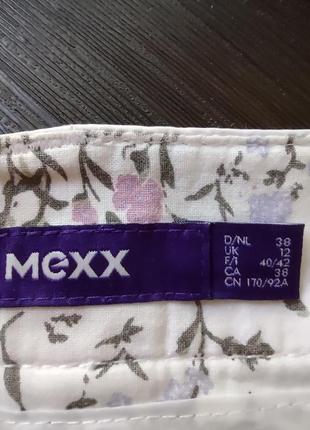 MEXX
D/NL 38
UK 12
F/I 40/42
CA 38
CN 170/92A